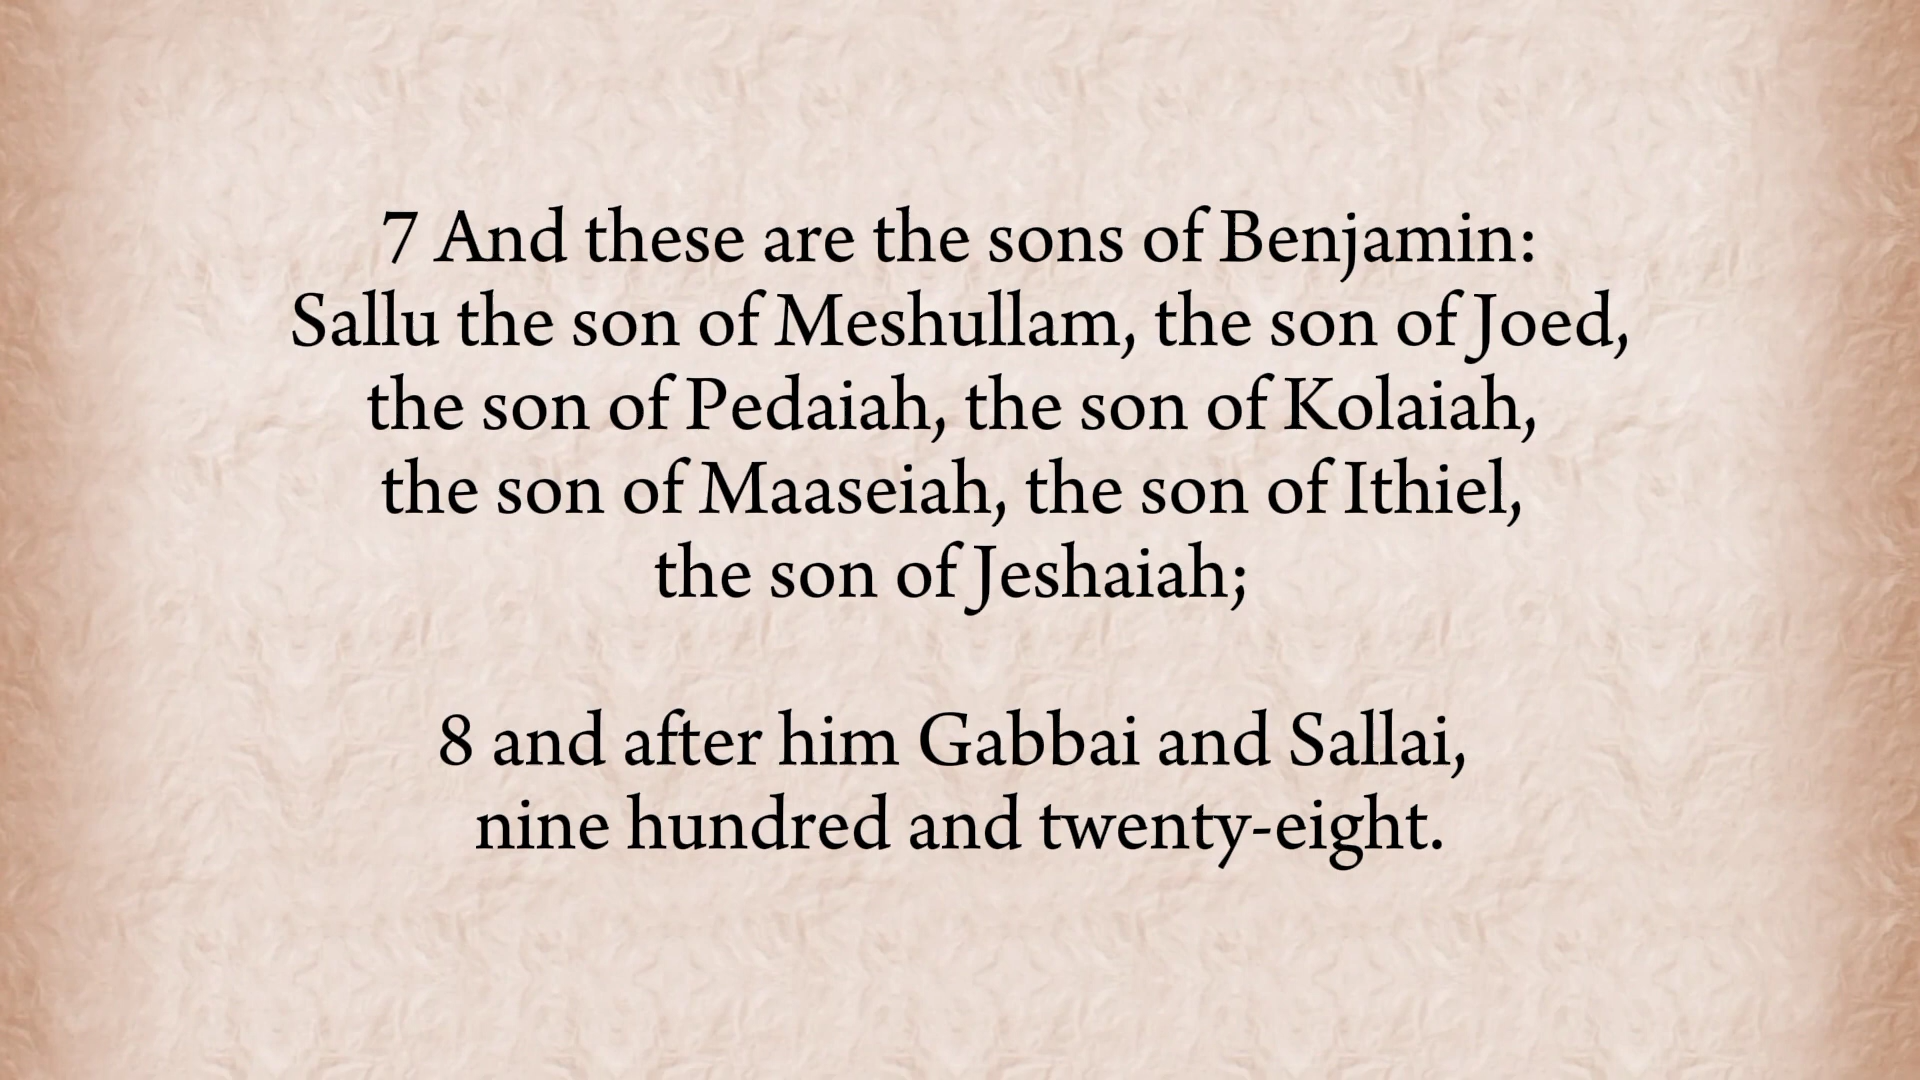 7 And these are the sons of Benjamin:
Sallu the son of Meshullam, the son of Joed,
the son of Pedaiah, the son of Kolaiah,
the son of Maaseiah, the son of Ithiel,
the son of Jeshaiah;
8 and after him Gabbai and Sallai,
nine hundred and twenty-eight.